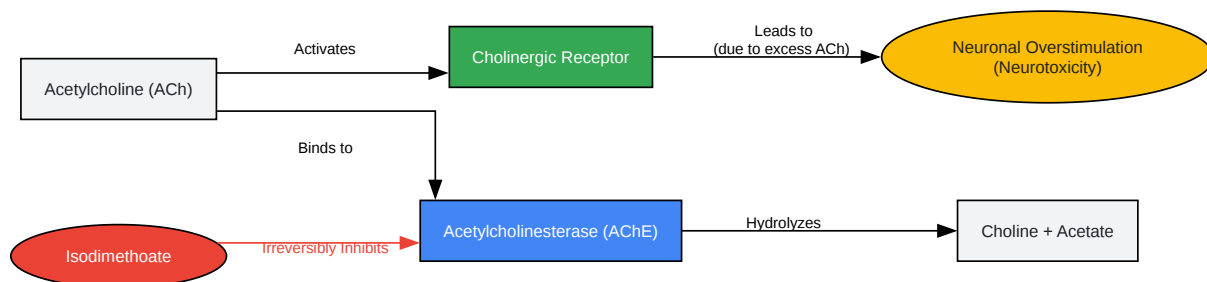 Acetylcholine (ACh)
Activates
Cholinergic Receptor
Leads to
(due to excess ACh)
Neuronal Overstimulation
(Neurotoxicity)
Binds to
Isodimethoate
Irreversibly Inhibits
Acetylcholinesterase (AChE)
Hydrolyzes
Choline + Acetate